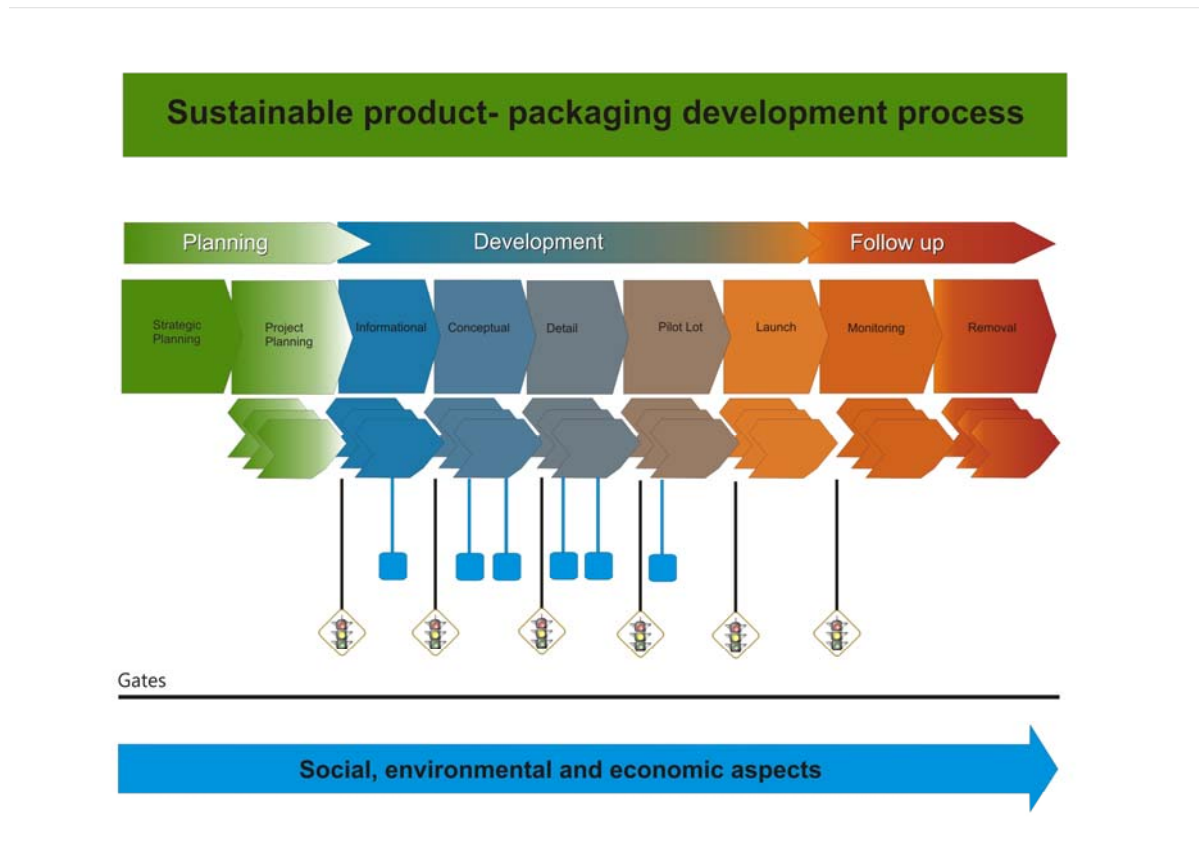 Sustainable product- packaging development process
Planning
Development
Follow up
Strategic
Planning
Project
Planning
Informational
Conceptual
Detail
Pilot Lot
Launch
Monitoring
Removal
Gates
Social, environmental and economic aspects